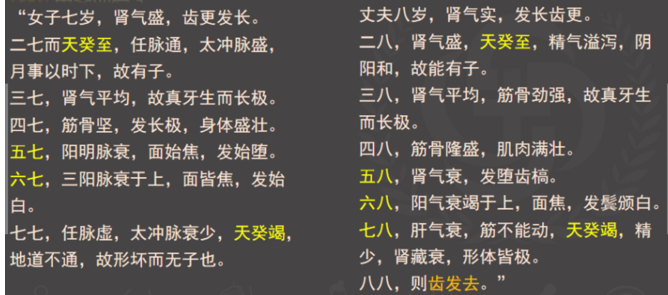 “女子七岁，肾气盛，齿更发长。
二七而天癸至，任脉通，太冲脉盛，
月事以时下，故有子。
三七，肾气平均，故真牙生而长极。
四七，筋骨坚，发长极，身体盛壮。
五七，阳明脉衰，面始焦，发始堕。
六七，三阳脉衰于上，面皆焦，发始
白。
七七，任脉虚，太冲脉衰少，天癸竭，
地道不通，故形坏而无子也。
丈夫八岁，肾气实，发长齿更。
二八，肾气盛，天癸至，精气溢泻，阴
阳和，故能有子。
三八，肾气平均，筋骨劲强，故真牙生
而长极。
四八，筋骨隆盛，肌肉满壮。
五八，肾气衰，发堕齿槁。
六八，阳气衰竭于上，面焦，发鬓颁白。
七八，肝气衰，筋不能动，天癸竭，精
少，肾藏衰，形体皆极。
八八，则齿发去。”